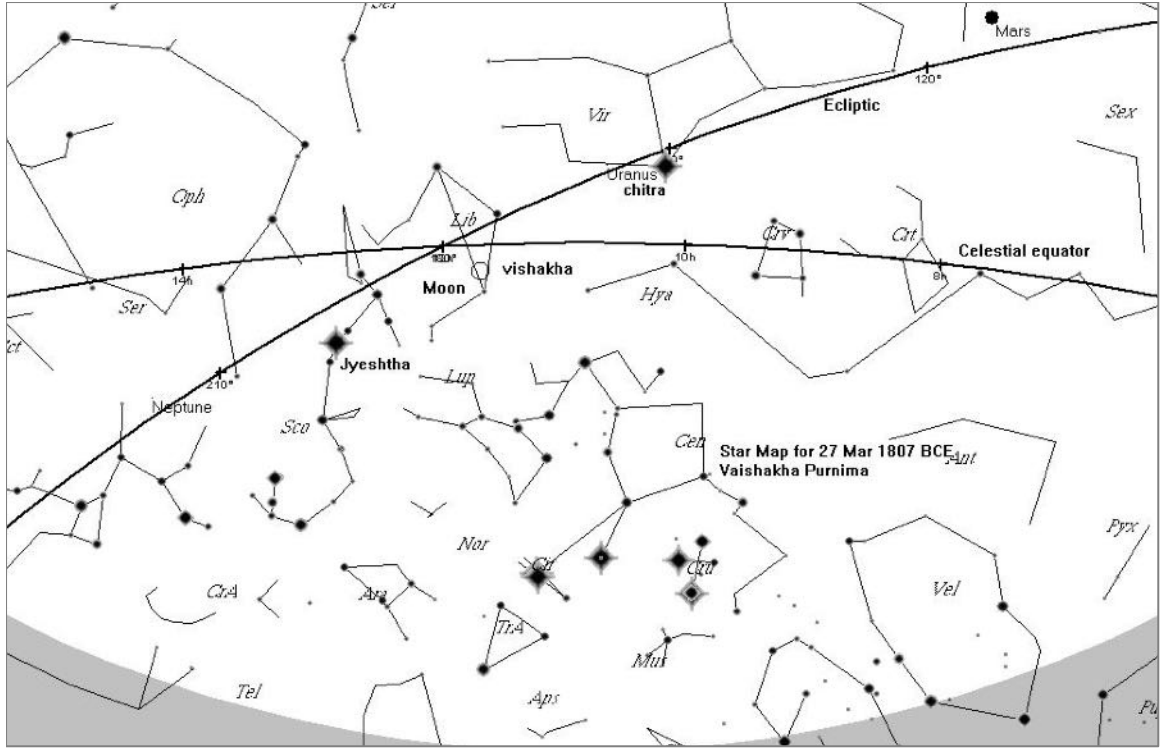 Mars
120°
Ecliptic
Vir
Sex
Uranus
chitra
Oph
Lib
Crv
Crt
Celestial equator
10h
8h
14h
vishakha
Moon
Hya
Ser
Jyeshtha
210°
Neptune
Lup
Sco
Cen
Star Map for 27 Mar 1807 BCE
Vaishakha Purnima
Ant
Nor
Pyx
Cir
Cru
CrA
Ara
Vel
TrA
Mus
Tel
Aps